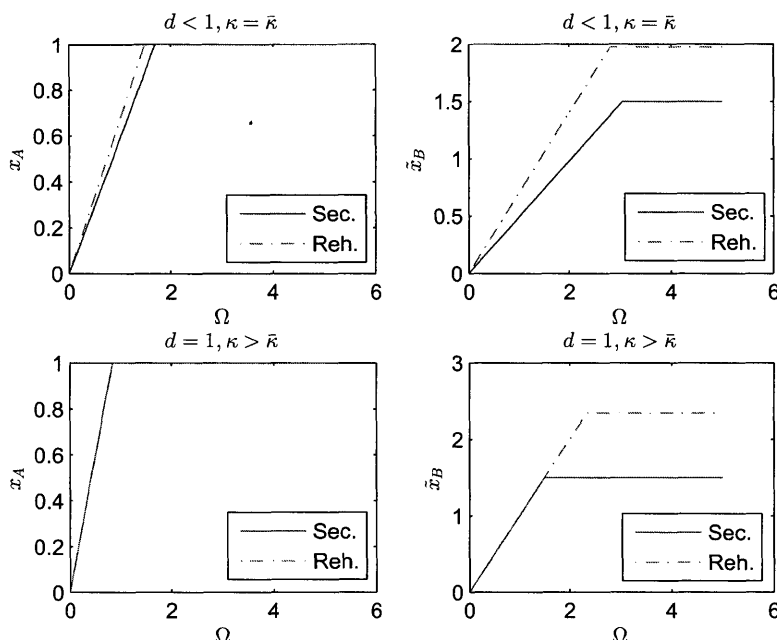 d < 1, κ = κ̄
1
0.8
0.6
0.4
0.2
0
x_A
0 2 4 6
Ω
Sec.
Reh.
d < 1, κ = κ̄
2
1.5
1
0.5
0
x̃_B
0 2 4 6
Ω
Sec.
Reh.
d = 1, κ > κ̄
1
0.8
0.6
0.4
0.2
0
x_A
0 2 4 6
Ω
Sec.
Reh.
d = 1, κ > κ̄
3
2
1
0
x̃_B
0 2 4 6
Ω
Sec.
Reh.